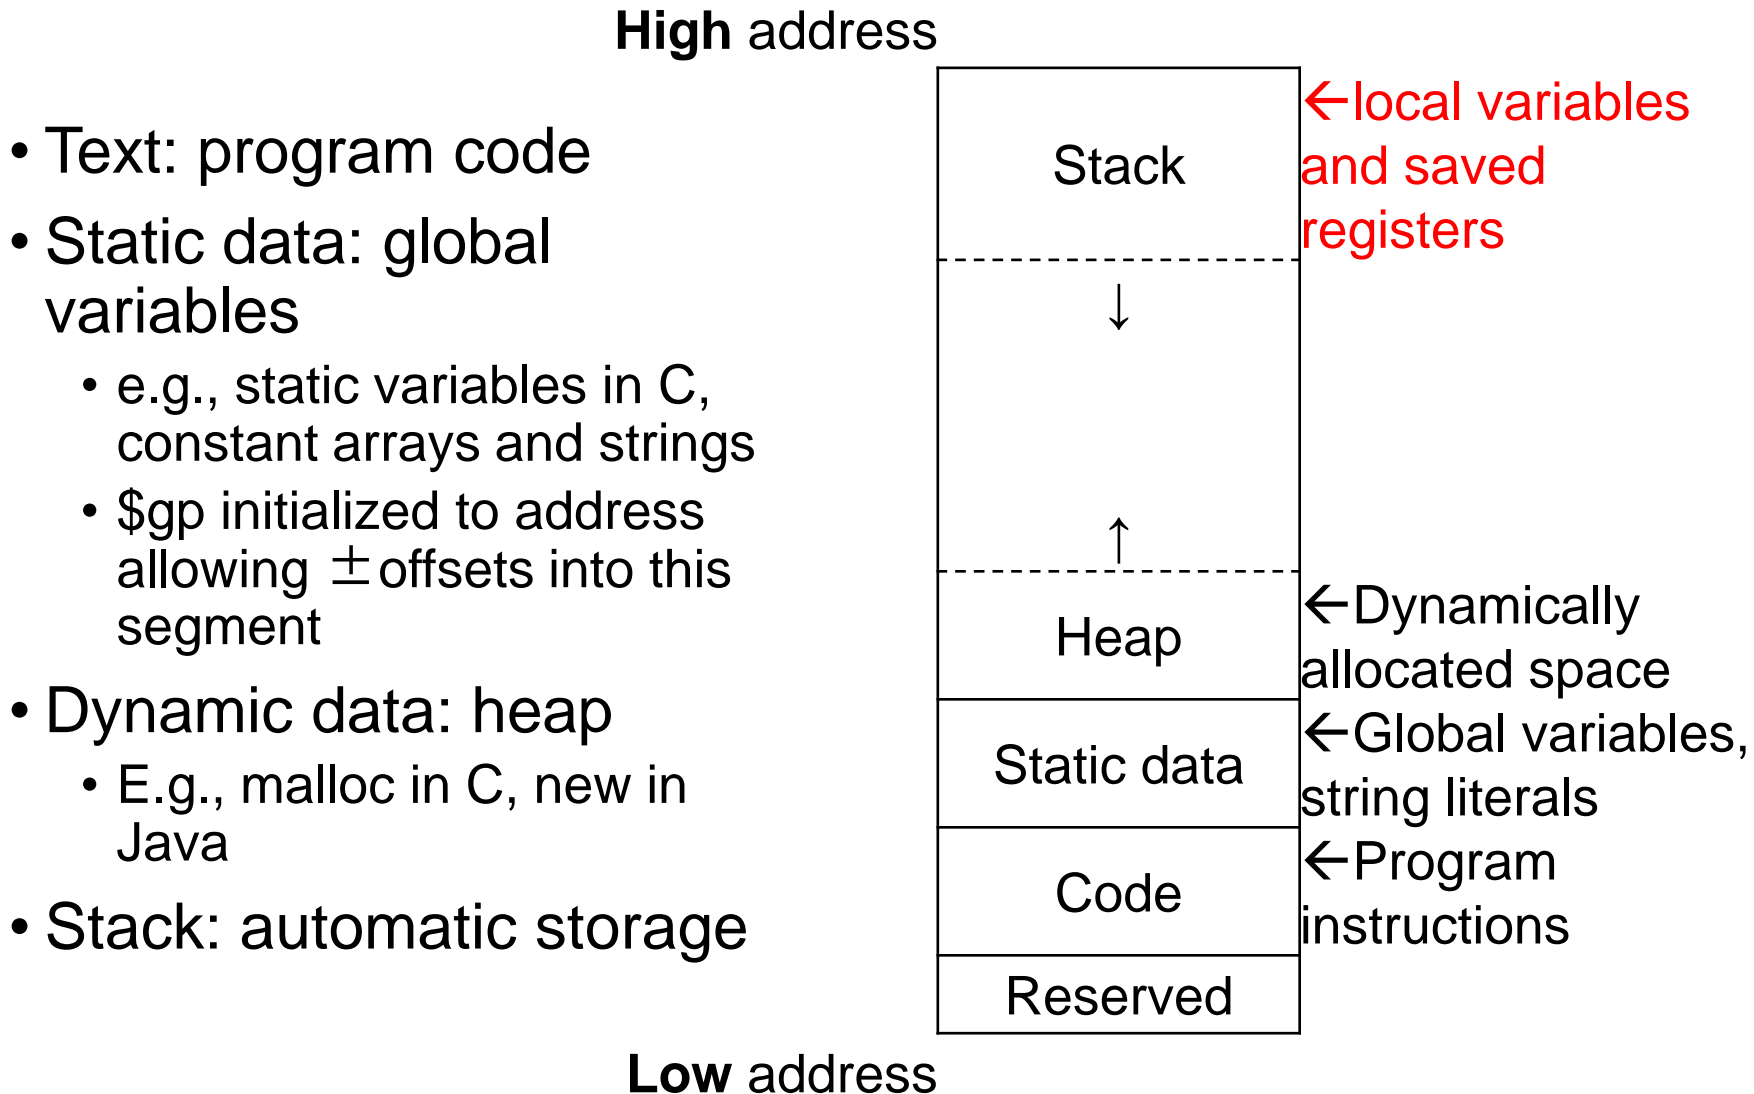 High address
• Text: program code
• Static data: global
variables
• e.g., static variables in C,
constant arrays and strings
• $gp initialized to address
allowing ±offsets into this
segment
• Dynamic data: heap
• E.g., malloc in C, new in
Java
• Stack: automatic storage
Stack
↓
↑
Heap
Static data
Code
Reserved
←local variables
and saved
registers
←Dynamically
allocated space
←Global variables,
string literals
←Program
instructions
Low address